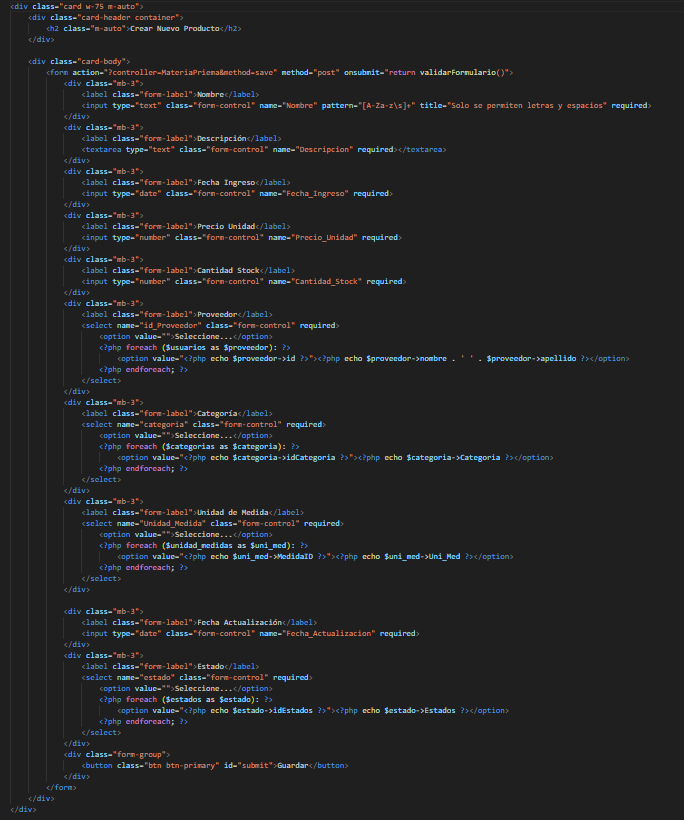 <div class="card w-75 m-auto">
<div class="card-header container">
<h2 class="m-auto">Crear Nuevo Producto</h2>
</div>
<div class="card-body">
<form action="?controller=MateriaPriema&method=save" method="post" onsubmit="return validarFormulario()">
<div class="mb-3">
<label class="form-label">Nombre</label>
<input type="text" class="form-control" name="Nombre" pattern="[A-Za-z\s]+" title="Solo se permiten letras y espacios" required>
</div>
<div class="mb-3">
<label class="form-label">Descripción</label>
<textarea type="text" class="form-control" name="Descripcion" required></textarea>
</div>
<div class="mb-3">
<label class="form-label">Fecha Ingreso</label>
<input type="date" class="form-control" name="Fecha_Ingreso" required>
</div>
<div class="mb-3">
<label class="form-label">Precio Unidad</label>
<input type="number" class="form-control" name="Precio_Unidad" required>
</div>
<div class="mb-3">
<label class="form-label">Cantidad Stock</label>
<input type="number" class="form-control" name="Cantidad_Stock" required>
</div>
<div class="mb-3">
<label class="form-label">Proveedor</label>
<select name="id_Proveedor" class="form-control" required>
<option value="">Seleccione...</option>
<?php foreach ($usuarios as $proveedor): ?>
<option value="<?php echo $proveedor->id ?>"><?php echo $proveedor->nombre . ' ' . $proveedor->apellido ?></option>
<?php endforeach; ?>
</select>
</div>
<div class="mb-3">
<label class="form-label">Categoría</label>
<select name="categoria" class="form-control" required>
<option value="">Seleccione...</option>
<?php foreach ($categorias as $categoria): ?>
<option value="<?php echo $categoria->idCategoria ?>"><?php echo $categoria->Categoria ?></option>
<?php endforeach; ?>
</select>
</div>
<div class="mb-3">
<label class="form-label">Unidad de Medida</label>
<select name="Unidad_Medida" class="form-control" required>
<option value="">Seleccione...</option>
<?php foreach ($unidad_medidas as $uni_med): ?>
<option value="<?php echo $uni_med->MedidaID ?>"><?php echo $uni_med->Uni_Med ?></option>
<?php endforeach; ?>
</select>
</div>
<div class="mb-3">
<label class="form-label">Fecha Actualización</label>
<input type="date" class="form-control" name="Fecha_Actualizacion" required>
</div>
<div class="mb-3">
<label class="form-label">Estado</label>
<select name="estado" class="form-control" required>
<option value="">Seleccione...</option>
<?php foreach ($estados as $estado): ?>
<option value="<?php echo $estado->idEstados ?>"><?php echo $estado->Estados ?></option>
<?php endforeach; ?>
</select>
</div>
<div class="form-group">
<button class="btn btn-primary" id="submit">Guardar</button>
</div>
</form>
</div>
</div>